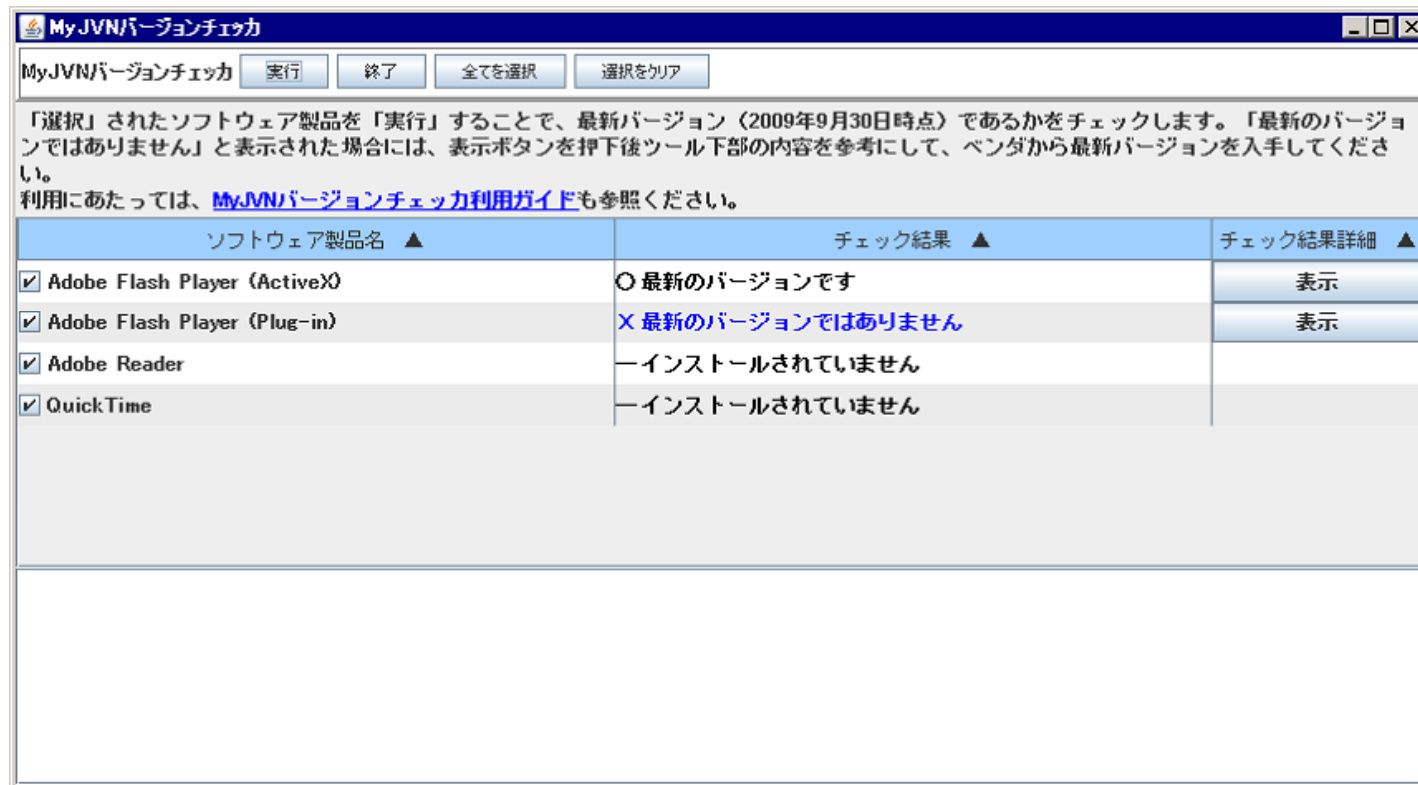 MyJVNバージョンチェッカ
MyJVNバージョンチェッカ 実行 終了 全てを選択 選択をクリア
「選択」されたソフトウェア製品を「実行」することで、最新バージョン（2009年9月30日時点）であるかをチェックします。「最新のバージョ
ンではありません」と表示された場合には、表示ボタンを押下後ツール下部の内容を参考にして、ベンダから最新バージョンを入手してくださ
い。
利用にあたっては、MyJVNバージョンチェッカ利用ガイドも参照ください。
ソフトウェア製品名 ▲ チェック結果 ▲ チェック結果詳細 ▲
Adobe Flash Player (ActiveX) ○ 最新のバージョンです 表示
Adobe Flash Player (Plug-in) × 最新のバージョンではありません 表示
Adobe Reader ーインストールされていません
QuickTime ーインストールされていません